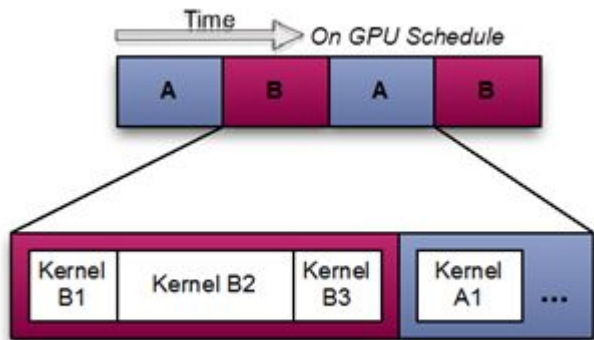 Time
On GPU Schedule
A B A B
Kernel B1
Kernel B2
Kernel B3
Kernel A1
...